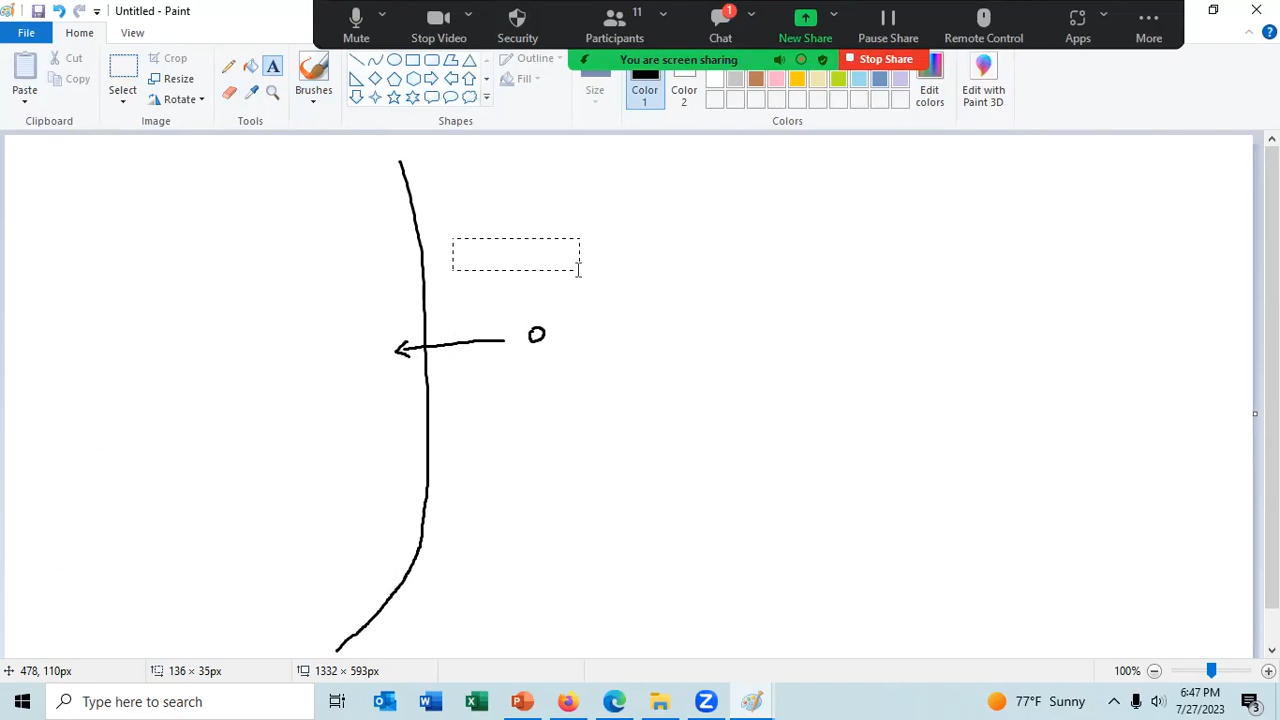 Untitled - Paint
11
1
Mute
Stop Video
Security
Participants
Chat
New Share
Pause Share
Remote Control
Apps
More
File
Home
View
You are screen sharing
Stop Share
Paste
Cut
Copy
Select
Crop
Resize
Rotate
A
Brushes
Outline
Fill
Size
Color 1
Color 2
Edit colors
Edit with Paint 3D
Clipboard
Image
Tools
Shapes
Colors
478, 110px
136 × 35px
1332 × 593px
100%
Type here to search
77°F Sunny
6:47 PM
7/27/2023
3